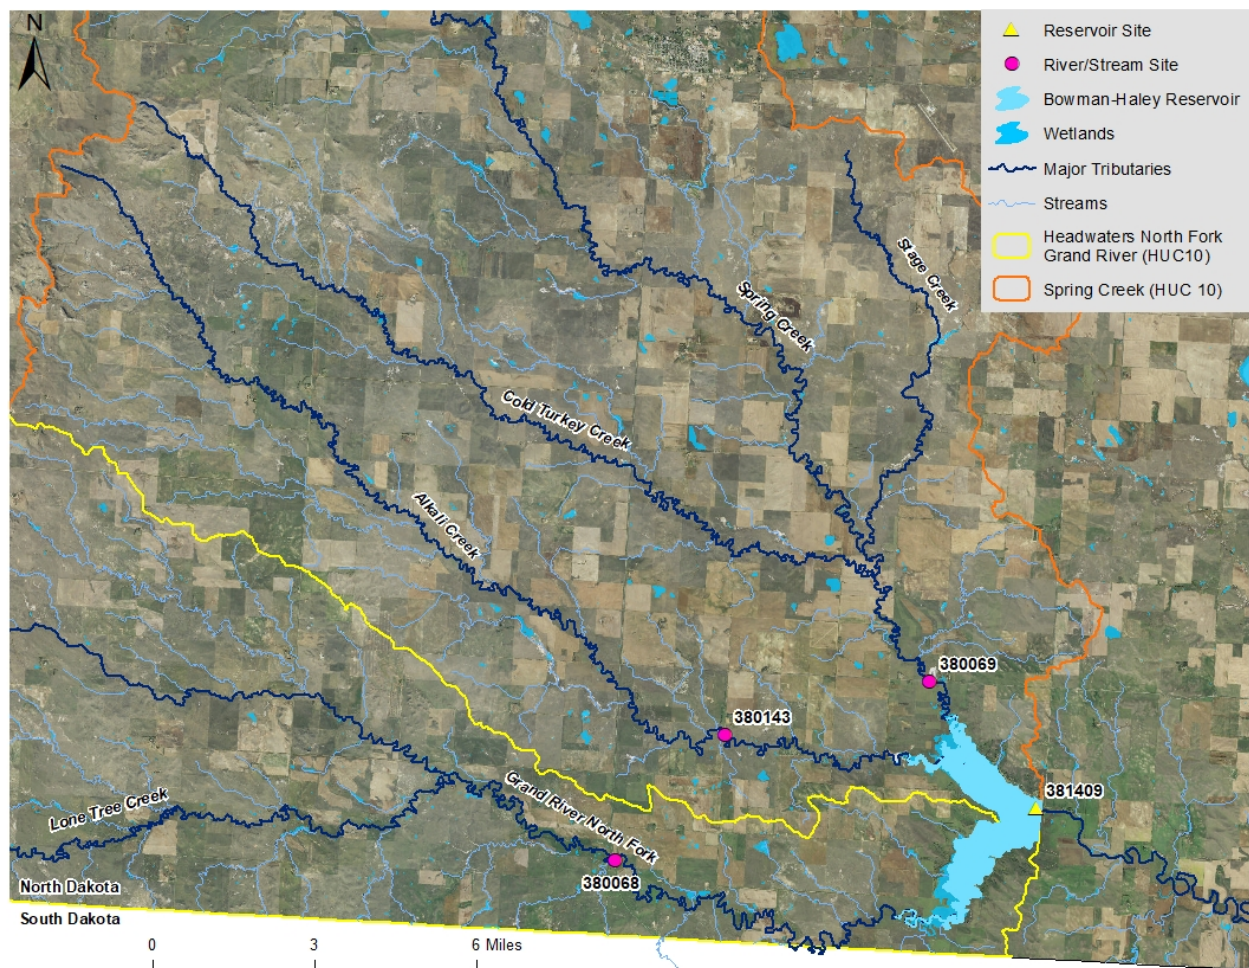 N
Reservoir Site
River/Stream Site
Bowman-Haley Reservoir
Wetlands
Major Tributaries
Streams
Headwaters North Fork
Grand River (HUC10)
Spring Creek (HUC 10)
Stage Creek
Spring Creek
Cold Turkey Creek
Alkali Creek
380069
380143
381409
Grand River North Fork
Lone Tree Creek
380068
North Dakota
South Dakota
0 3 6 Miles